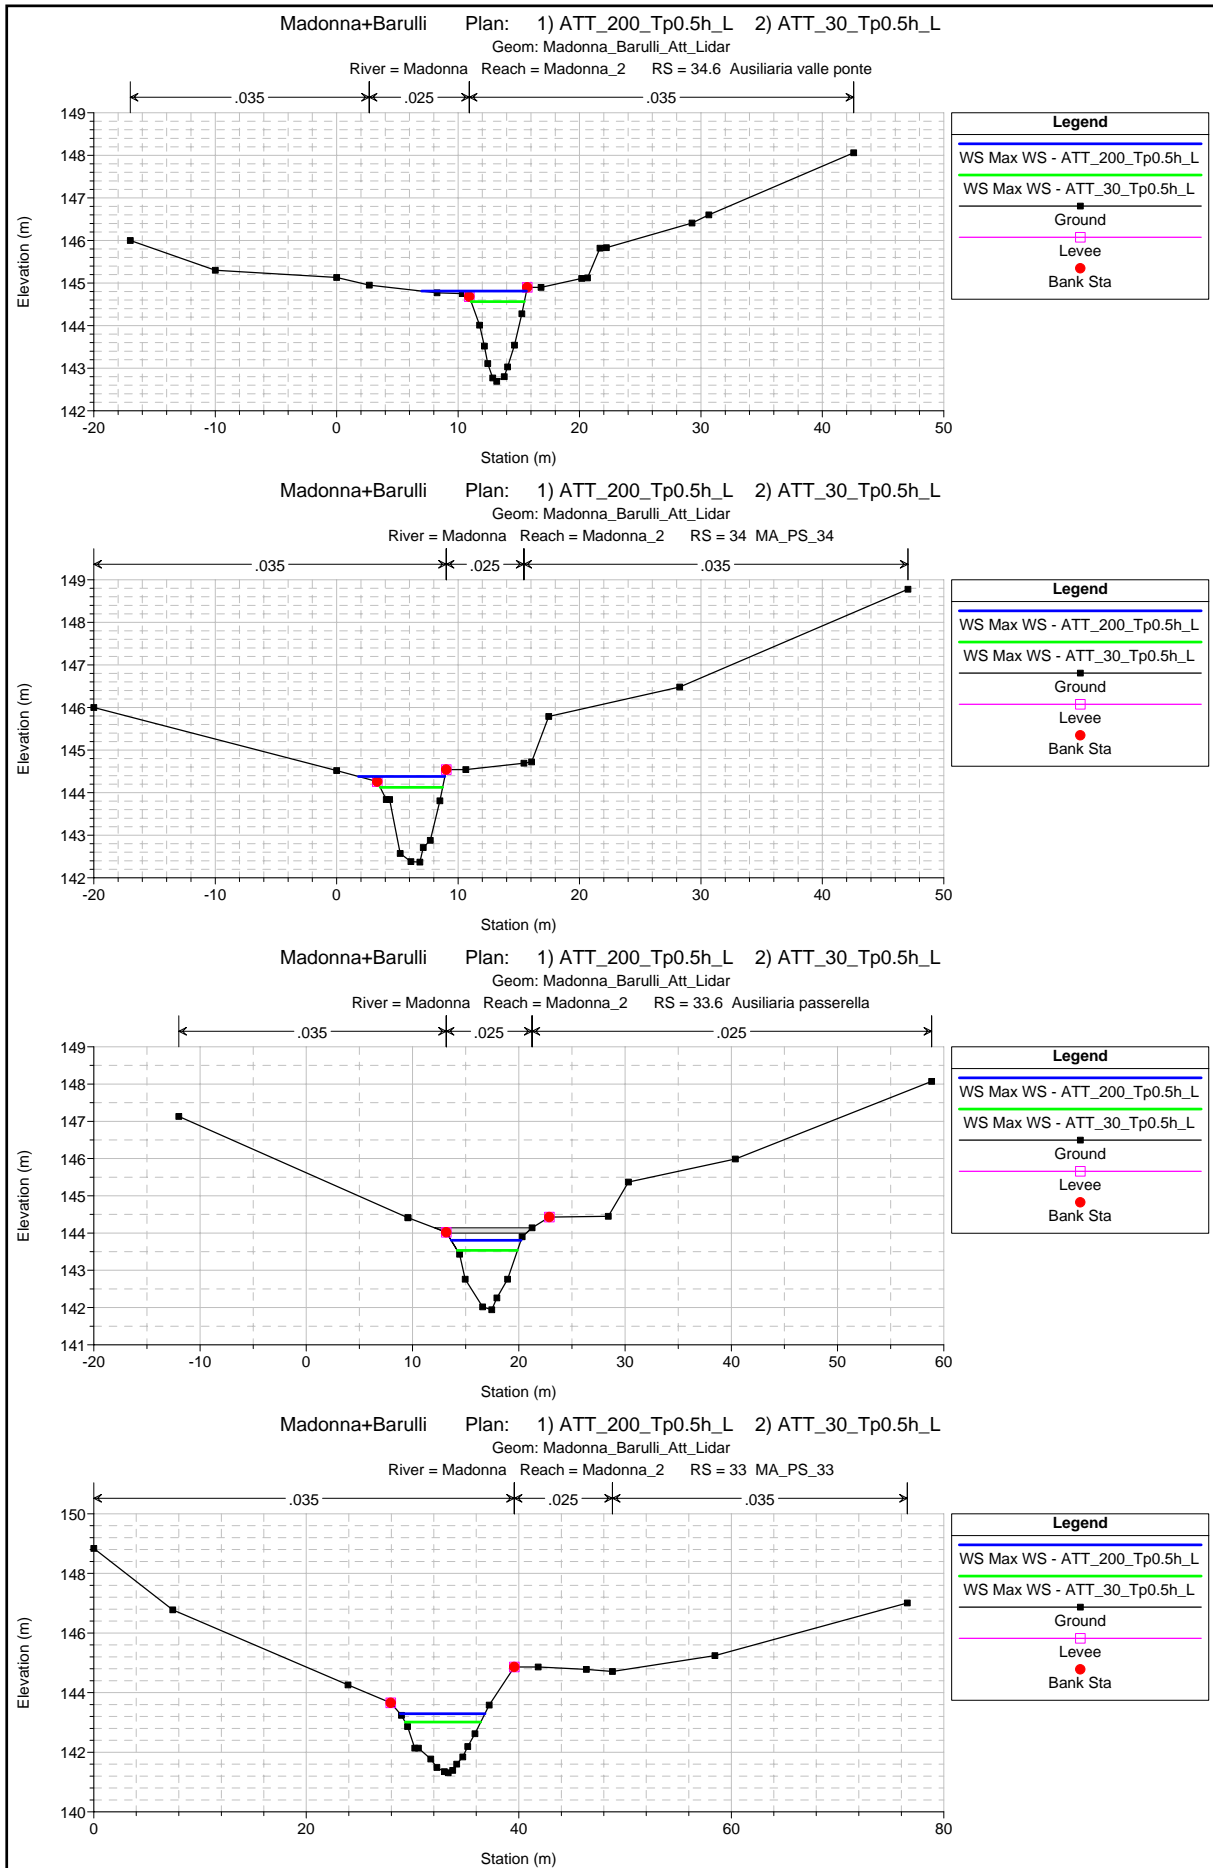 Madonna+Barulli Plan: 1) ATT_200_Tp0.5h_L 2) ATT_30_Tp0.5h_L
Geom: Madonna_Barulli_Att_Lidar
River = Madonna Reach = Madonna_2 RS = 34.6 Ausiliaria valle ponte
.035 .025 .035
149
148
147
146
145
144
143
142
Elevation (m)
-20 -10 0 10 20 30 40 50
Station (m)
Legend
WS Max WS - ATT_200_Tp0.5h_L
WS Max WS - ATT_30_Tp0.5h_L
Ground
Levee
Bank Sta
Madonna+Barulli Plan: 1) ATT_200_Tp0.5h_L 2) ATT_30_Tp0.5h_L
Geom: Madonna_Barulli_Att_Lidar
River = Madonna Reach = Madonna_2 RS = 34 MA_PS_34
.035 .025 .035
149
148
147
146
145
144
143
142
Elevation (m)
-20 -10 0 10 20 30 40 50
Station (m)
Legend
WS Max WS - ATT_200_Tp0.5h_L
WS Max WS - ATT_30_Tp0.5h_L
Ground
Levee
Bank Sta
Madonna+Barulli Plan: 1) ATT_200_Tp0.5h_L 2) ATT_30_Tp0.5h_L
Geom: Madonna_Barulli_Att_Lidar
River = Madonna Reach = Madonna_2 RS = 33.6 Ausiliaria passerella
.035 .025 .025
149
148
147
146
145
144
143
142
141
Elevation (m)
-20 -10 0 10 20 30 40 50 60
Station (m)
Legend
WS Max WS - ATT_200_Tp0.5h_L
WS Max WS - ATT_30_Tp0.5h_L
Ground
Levee
Bank Sta
Madonna+Barulli Plan: 1) ATT_200_Tp0.5h_L 2) ATT_30_Tp0.5h_L
Geom: Madonna_Barulli_Att_Lidar
River = Madonna Reach = Madonna_2 RS = 33 MA_PS_33
.035 .025 .035
150
148
146
144
142
140
Elevation (m)
0 20 40 60 80
Station (m)
Legend
WS Max WS - ATT_200_Tp0.5h_L
WS Max WS - ATT_30_Tp0.5h_L
Ground
Levee
Bank Sta